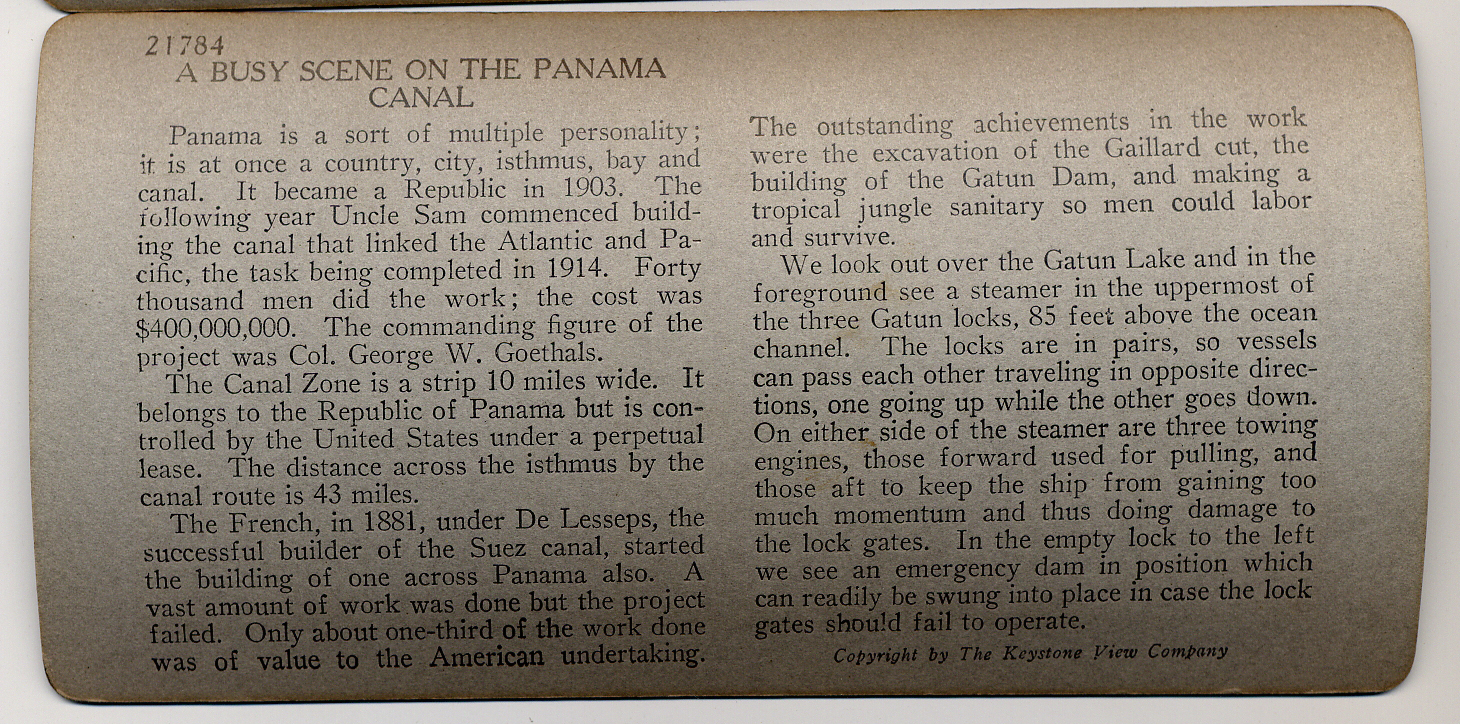 21784
A BUSY SCENE ON THE PANAMA
CANAL
Panama is a sort of multiple personality;
it is at once a country, city, isthmus, bay and
canal. It became a Republic in 1903. The
following year Uncle Sam commenced build-
ing the canal that linked the Atlantic and Pa-
cific, the task being completed in 1914. Forty
thousand men did the work; the cost was
$400,000,000. The commanding figure of the
project was Col. George W. Goethals.
The Canal Zone is a strip 10 miles wide. It
belongs to the Republic of Panama but is con-
trolled by the United States under a perpetual
lease. The distance across the isthmus by the
canal route is 43 miles.
The French, in 1881, under De Lesseps, the
successful builder of the Suez canal, started
the building of one across Panama also. A
vast amount of work was done but the project
failed. Only about one-third of the work done
was of value to the American undertaking.
The outstanding achievements in the work
were the excavation of the Gaillard cut, the
building of the Gatun Dam, and making a
tropical jungle sanitary so men could labor
and survive.
We look out over the Gatun Lake and in the
foreground see a steamer in the uppermost of
the three Gatun locks, 85 feet above the ocean
channel. The locks are in pairs, so vessels
can pass each other traveling in opposite direc-
tions, one going up while the other goes down.
On either side of the steamer are three towing
engines, those forward used for pulling, and
those aft to keep the ship from gaining too
much momentum and thus doing damage to
the lock gates. In the empty lock to the left
we see an emergency dam in position which
can readily be swung into place in case the lock
gates should fail to operate.
Copyright by The Keystone View Company